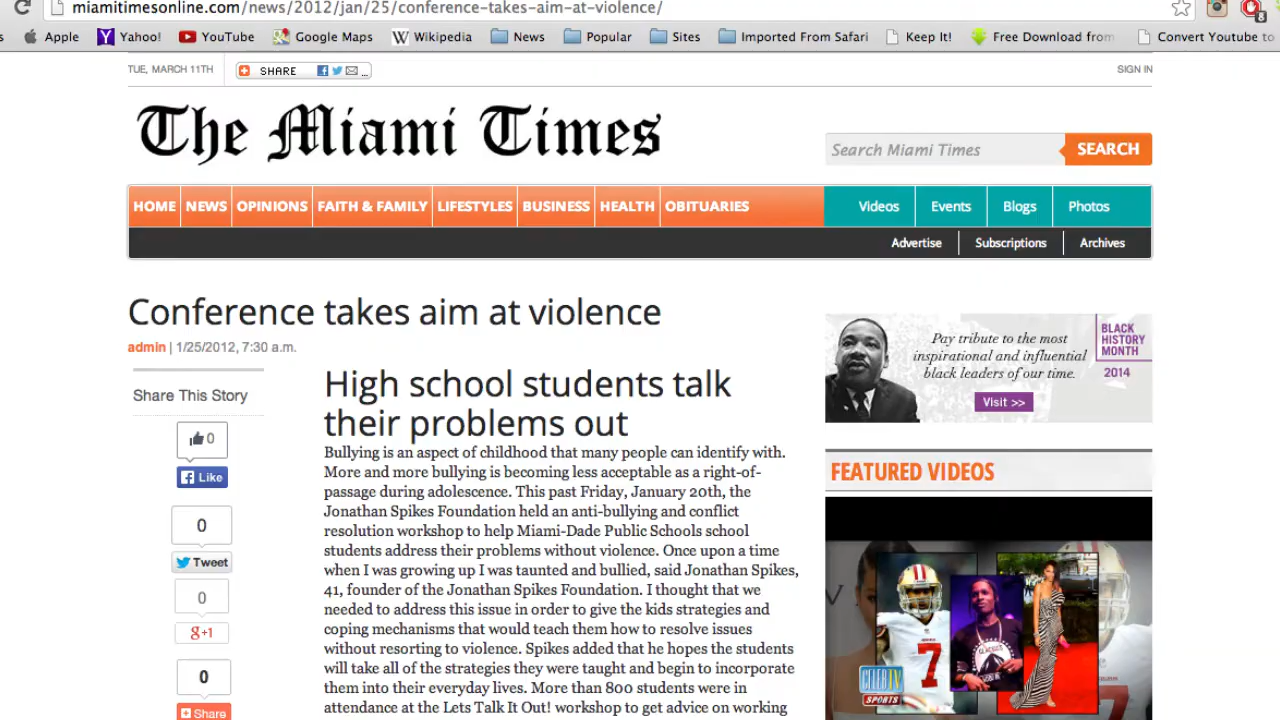 miamitimesonline.com/news/2012/jan/25/conference-takes-aim-at-violence/
Apple Yahoo! YouTube Google Maps Wikipedia News Popular Sites Imported From Safari Keep It! Free Download from Convert Youtube to
TUE, MARCH 11TH SHARE ... SIGN IN
The Miami Times
Search Miami Times SEARCH
HOME NEWS OPINIONS FAITH & FAMILY LIFESTYLES BUSINESS HEALTH OBITUARIES Videos Events Blogs Photos
Advertise Subscriptions Archives
Conference takes aim at violence
admin | 1/25/2012, 7:30 a.m.
Share This Story
0
Like
0
Tweet
0
g+1
0
Share
High school students talk
their problems out
Bullying is an aspect of childhood that many people can identify with.
More and more bullying is becoming less acceptable as a right-of-
passage during adolescence. This past Friday, January 20th, the
Jonathan Spikes Foundation held an anti-bullying and conflict
resolution workshop to help Miami-Dade Public Schools school
students address their problems without violence. Once upon a time
when I was growing up I was taunted and bullied, said Jonathan Spikes,
41, founder of the Jonathan Spikes Foundation. I thought that we
needed to address this issue in order to give the kids strategies and
coping mechanisms that would teach them how to resolve issues
without resorting to violence. Spikes added that he hopes the students
will take all of the strategies they were taught and begin to incorporate
them into their everyday lives. More than 800 students were in
attendance at the Lets Talk It Out! workshop to get advice on working
Pay tribute to the most
inspirational and influential
black leaders of our time.
Visit >>
BLACK
HISTORY
MONTH
2014
FEATURED VIDEOS
7
CELEBTV
SPORTS